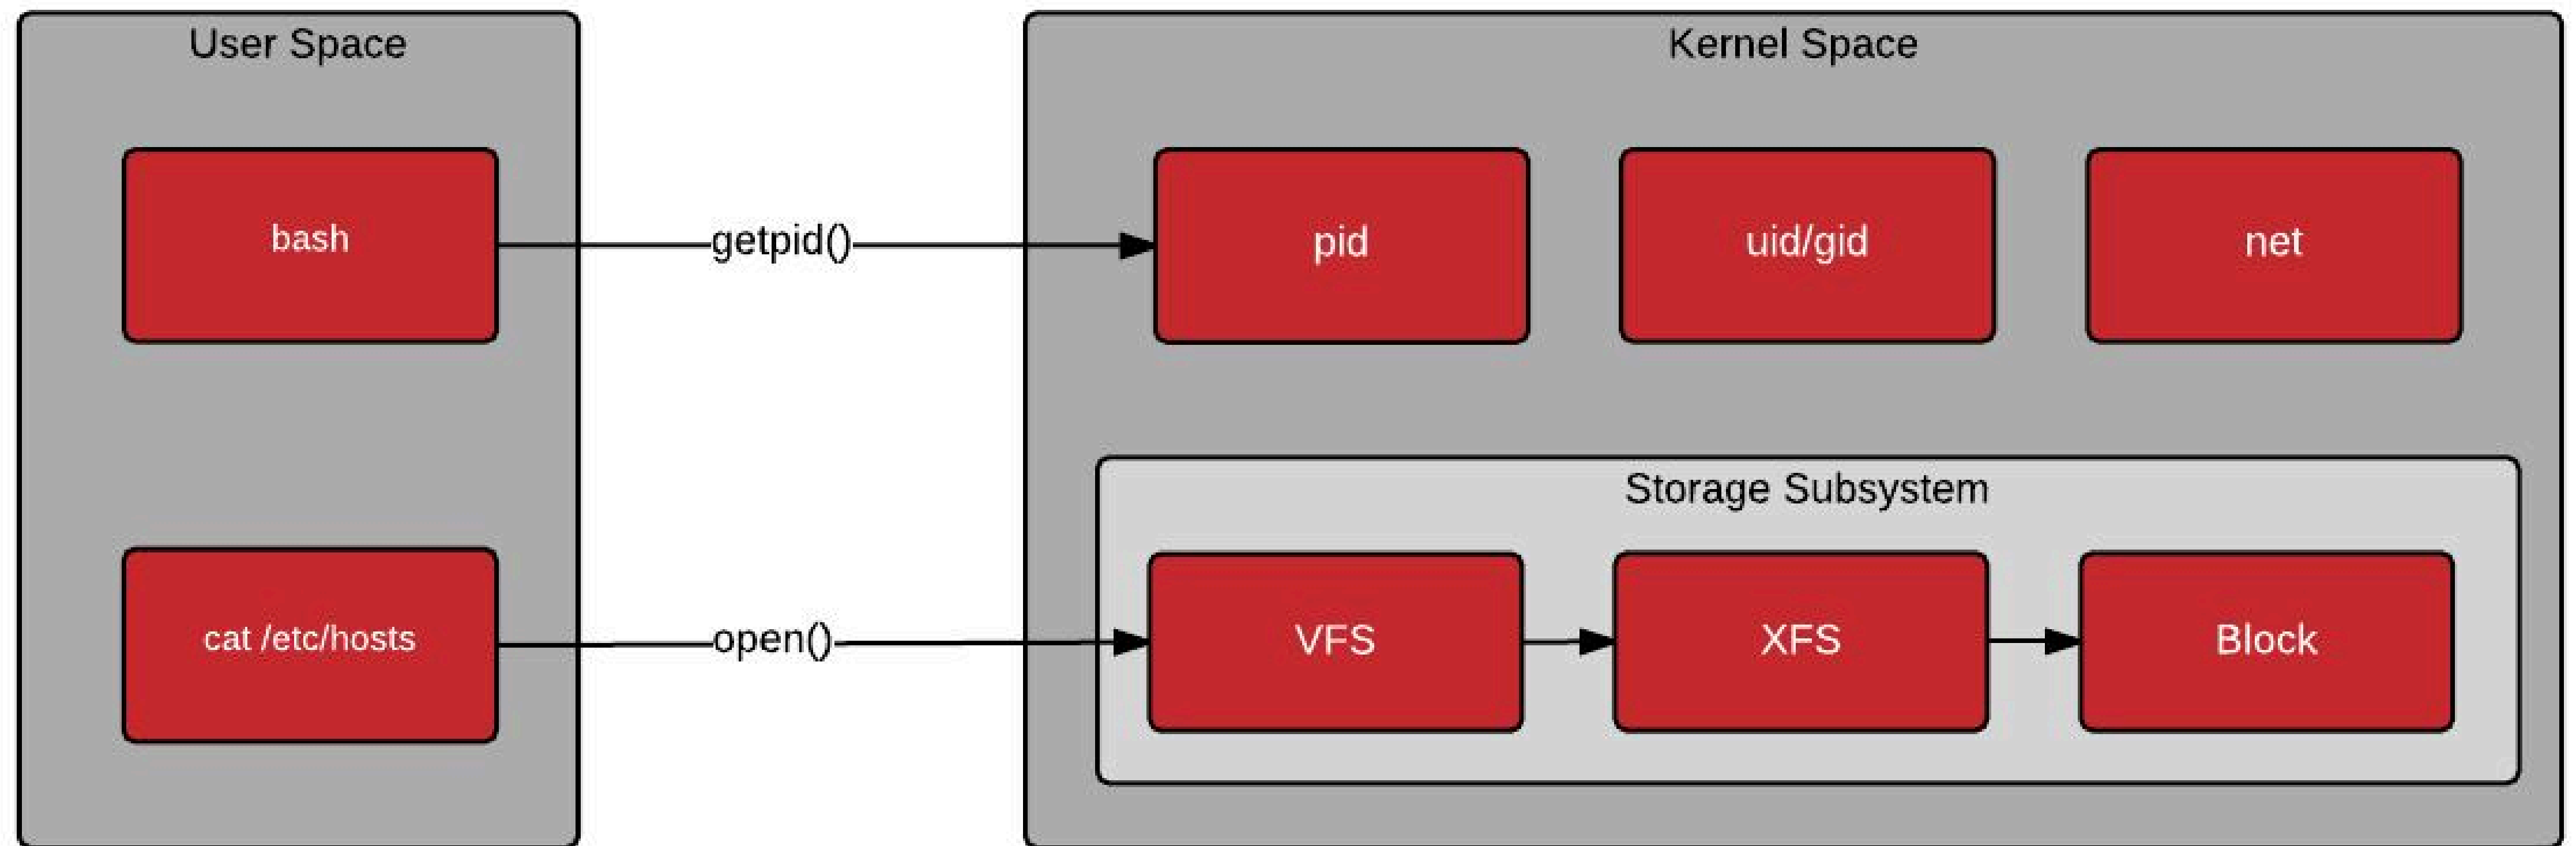 User Space
Kernel Space
bash
getpid()
pid
uid/gid
net
Storage Subsystem
cat /etc/hosts
open()
VFS
XFS
Block